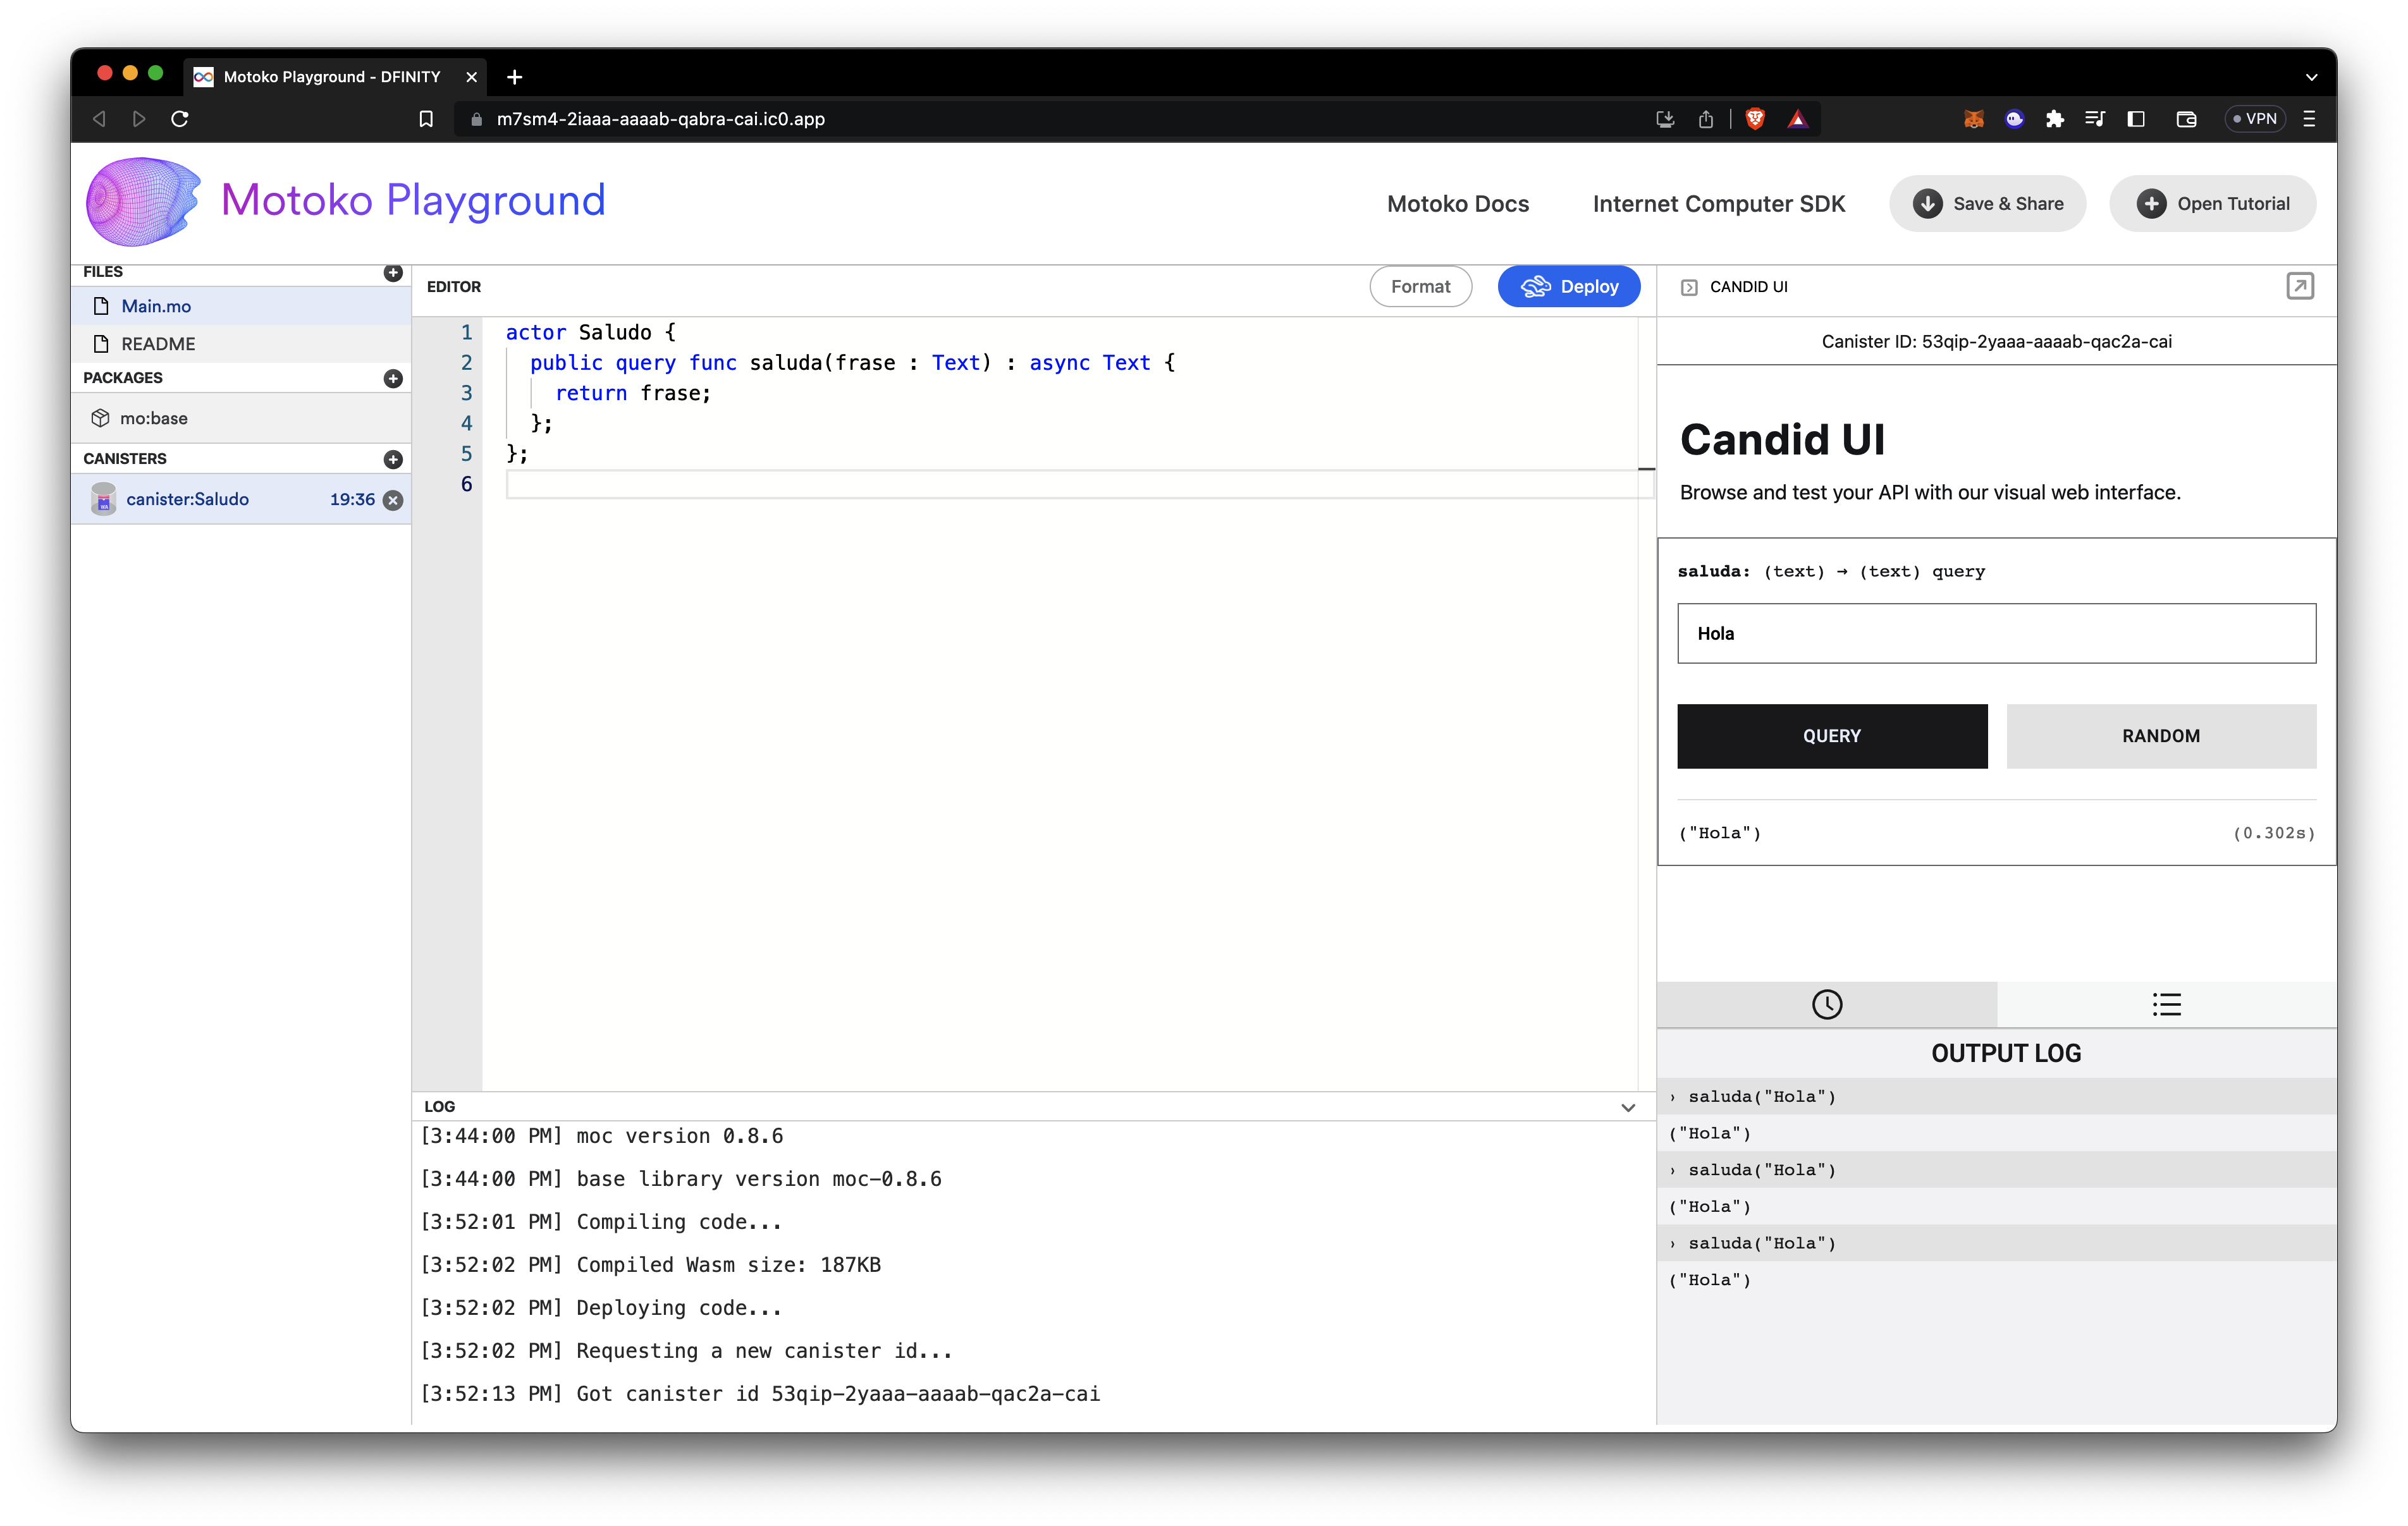 Motoko Playground - DFINITY
m7sm4-2iaaa-aaaab-qabra-cai.ic0.app
VPN
Motoko Playground
Motoko Docs
Internet Computer SDK
Save & Share
Open Tutorial
FILES
Main.mo
README
PACKAGES
mo:base
CANISTERS
canister:Saludo 19:36
EDITOR
Format
Deploy
1 actor Saludo {
2 public query func saluda(frase : Text) : async Text {
3 return frase;
4 };
5 };
6
LOG
[3:44:00 PM] moc version 0.8.6
[3:44:00 PM] base library version moc-0.8.6
[3:52:01 PM] Compiling code...
[3:52:02 PM] Compiled Wasm size: 187KB
[3:52:02 PM] Deploying code...
[3:52:02 PM] Requesting a new canister id...
[3:52:13 PM] Got canister id 53qip-2yaaa-aaaab-qac2a-cai
CANDID UI
Canister ID: 53qip-2yaaa-aaaab-qac2a-cai
Candid UI
Browse and test your API with our visual web interface.
saluda: (text) → (text) query
Hola
QUERY
RANDOM
("Hola") (0.302s)
OUTPUT LOG
› saluda("Hola")
("Hola")
› saluda("Hola")
("Hola")
› saluda("Hola")
("Hola")